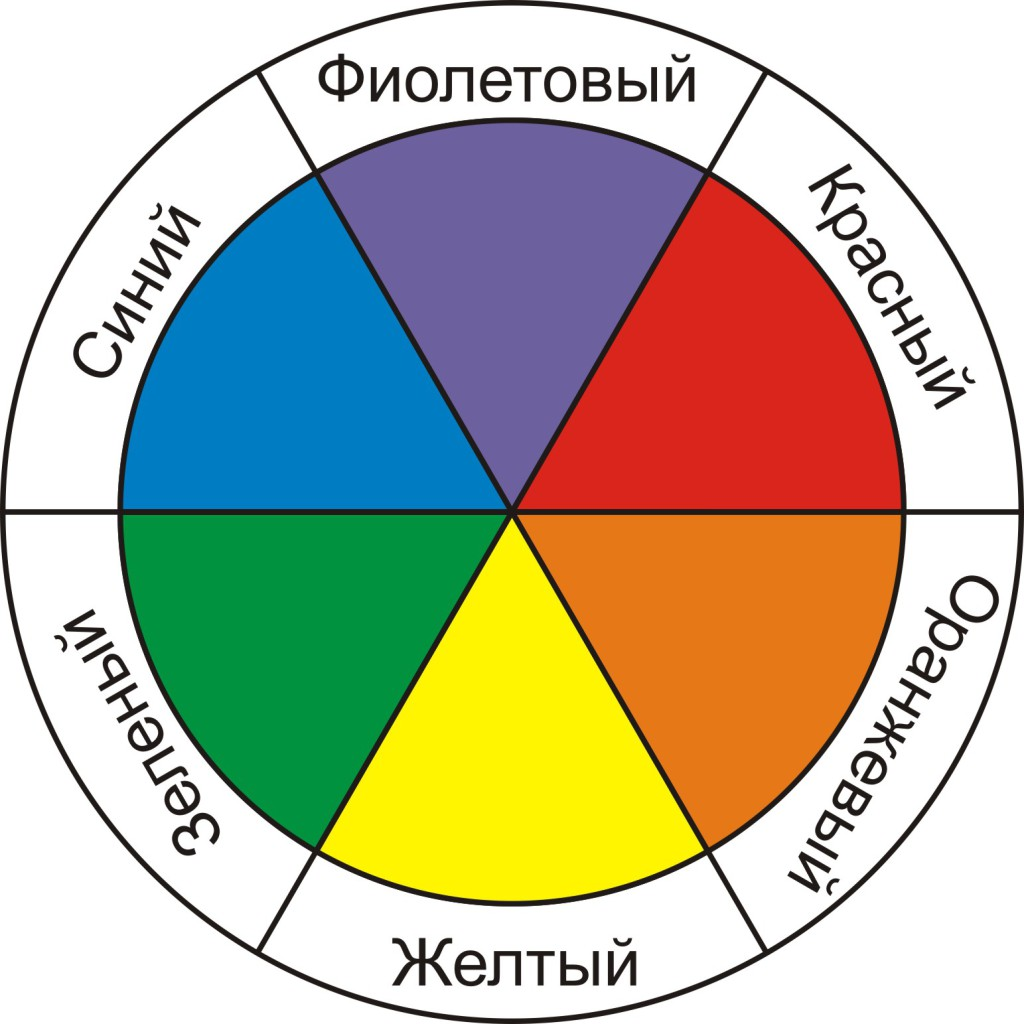 Фиолетовый
Красный
Оранжевый
Желтый
Зеленый
Синий